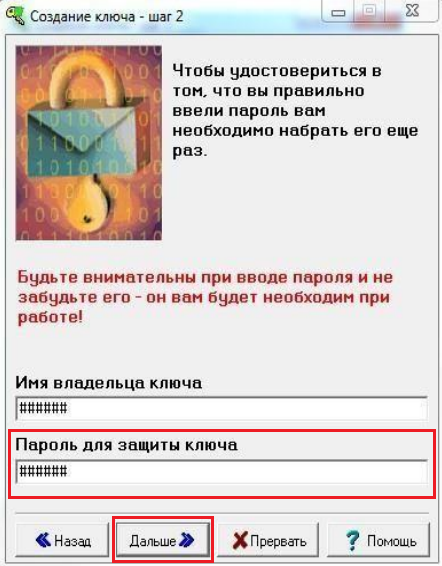 Создание ключа - шаг 2
Чтобы удостовериться в
том, что вы правильно
ввели пароль вам
необходимо набрать его еще
раз.
Будьте внимательны при вводе пароля и не
забудьте его - он вам будет необходим при
работе!
Имя владельца ключа
######
Пароль для защиты ключа
######
Назад
Дальше
Прервать
? Помощь